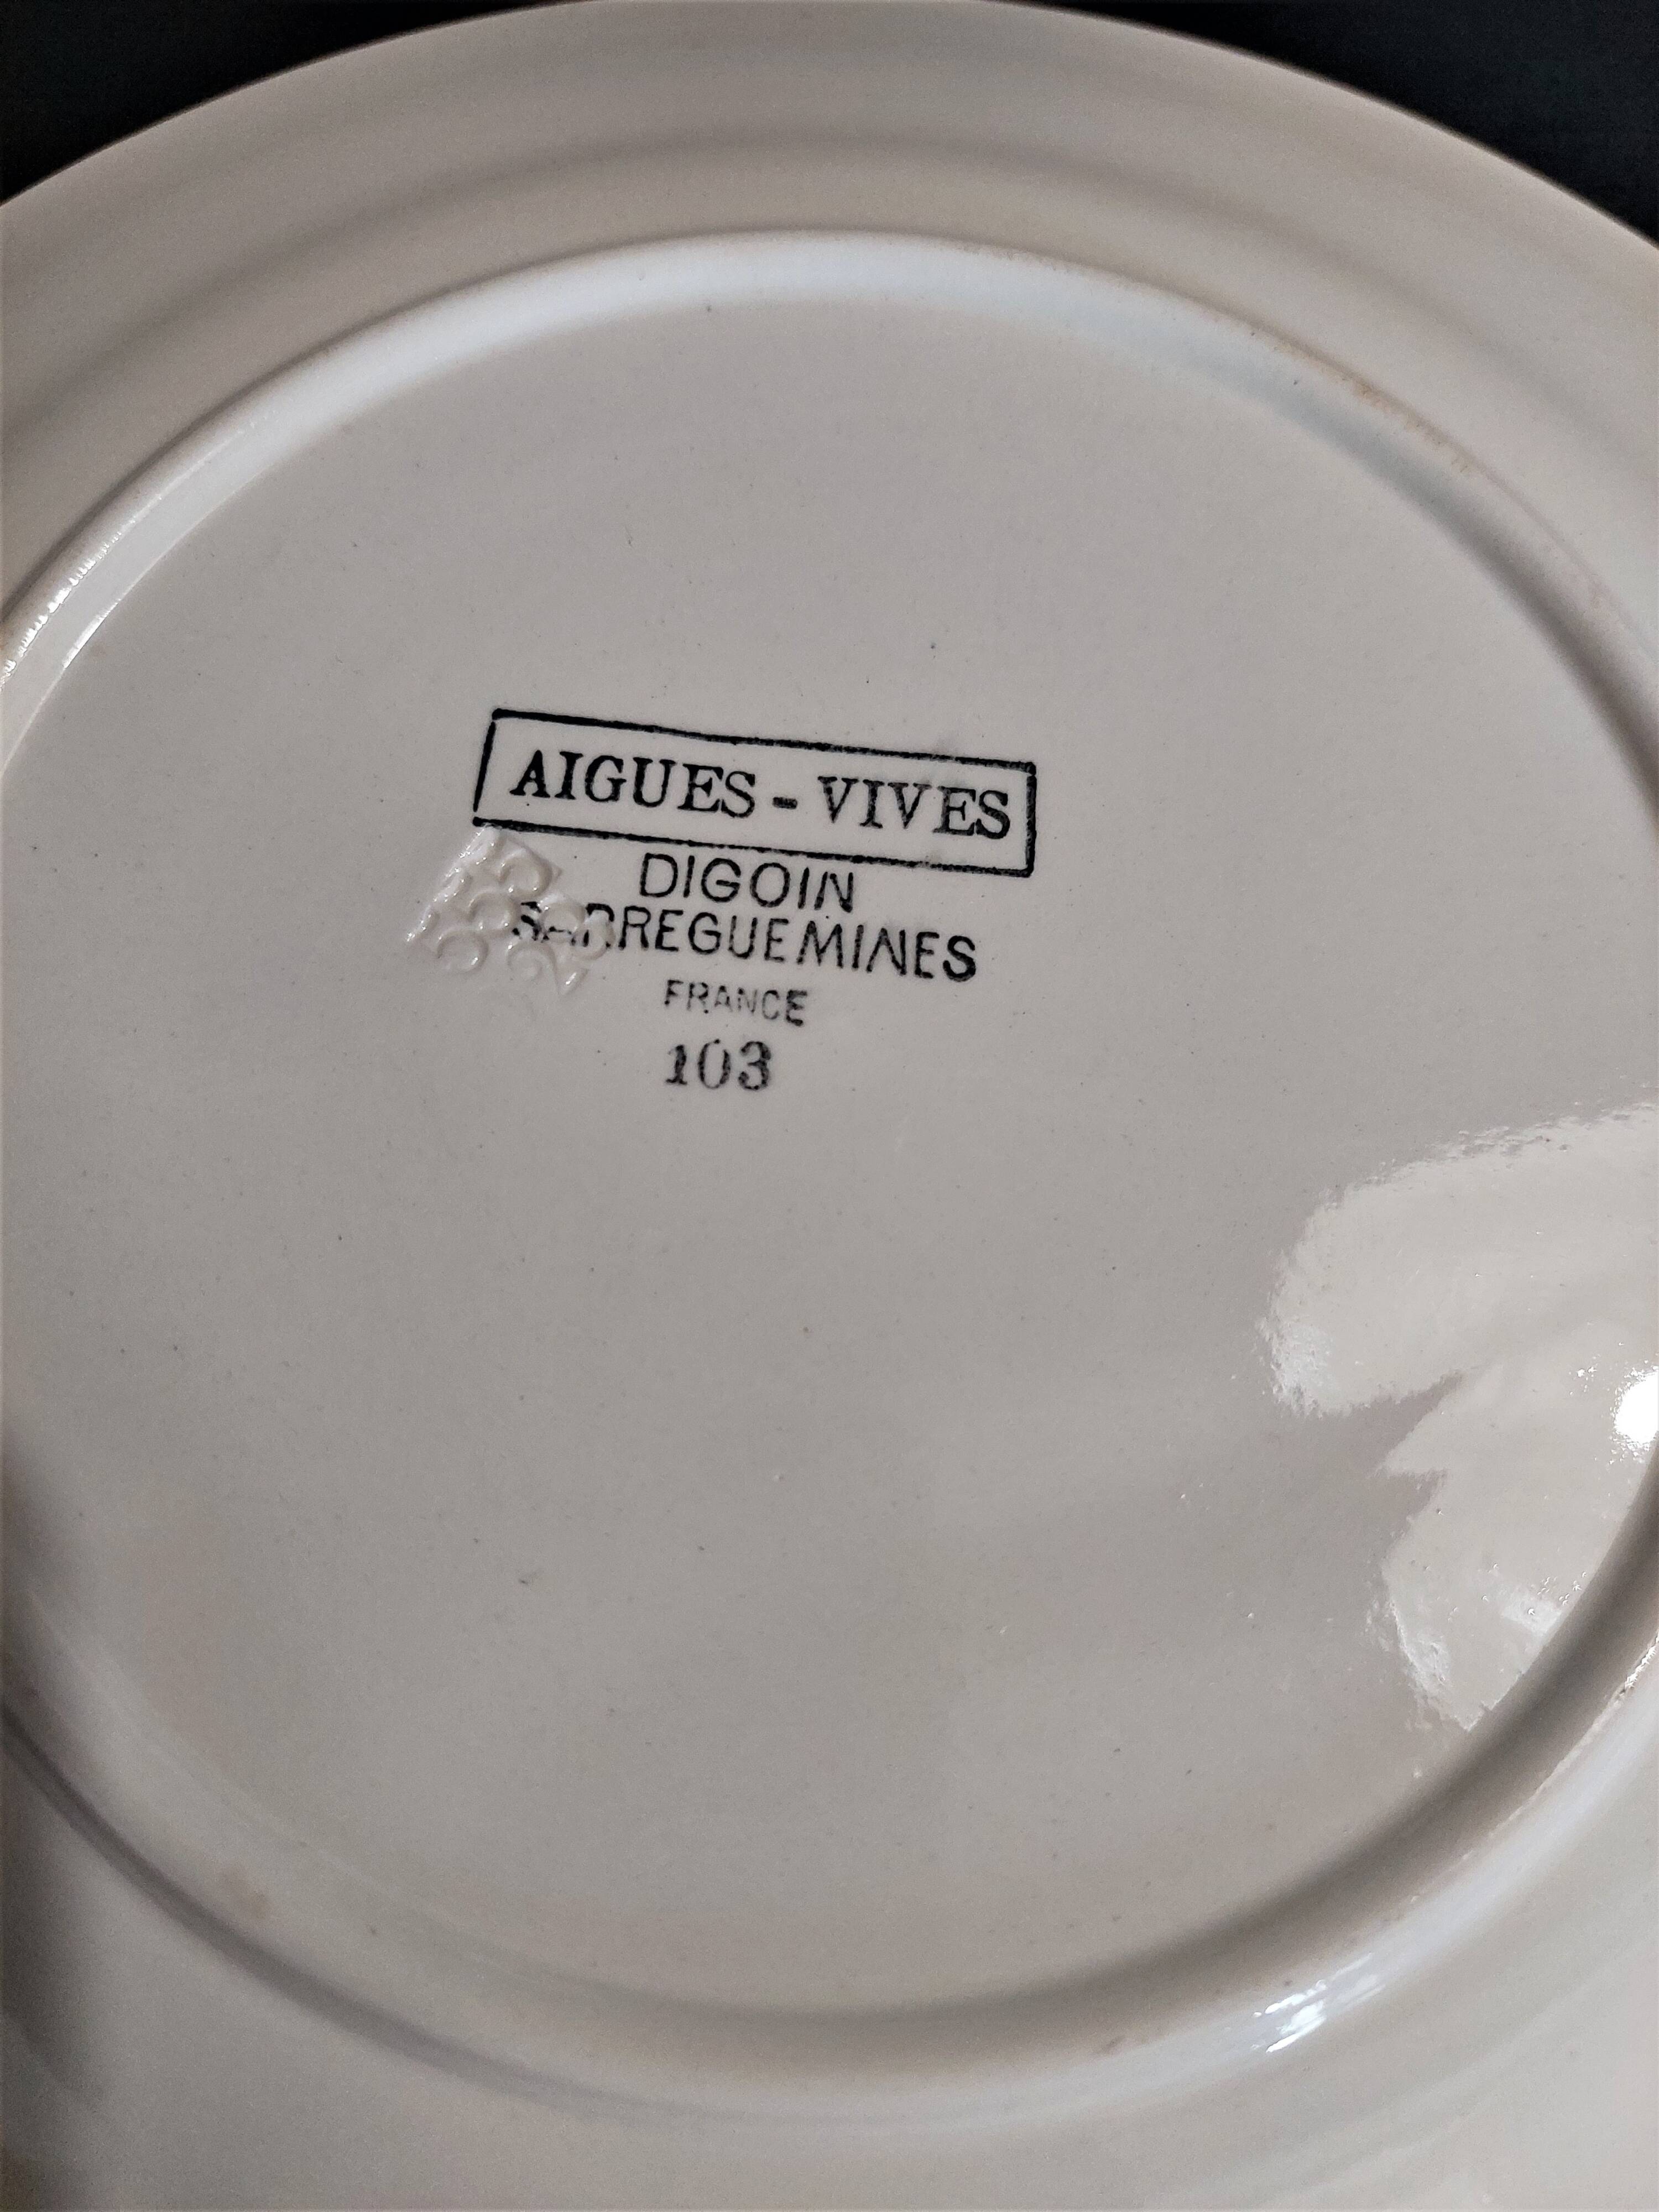 AIGUES - VIVES
DIGOIN
SARREGUEMINES
FRANCE
103